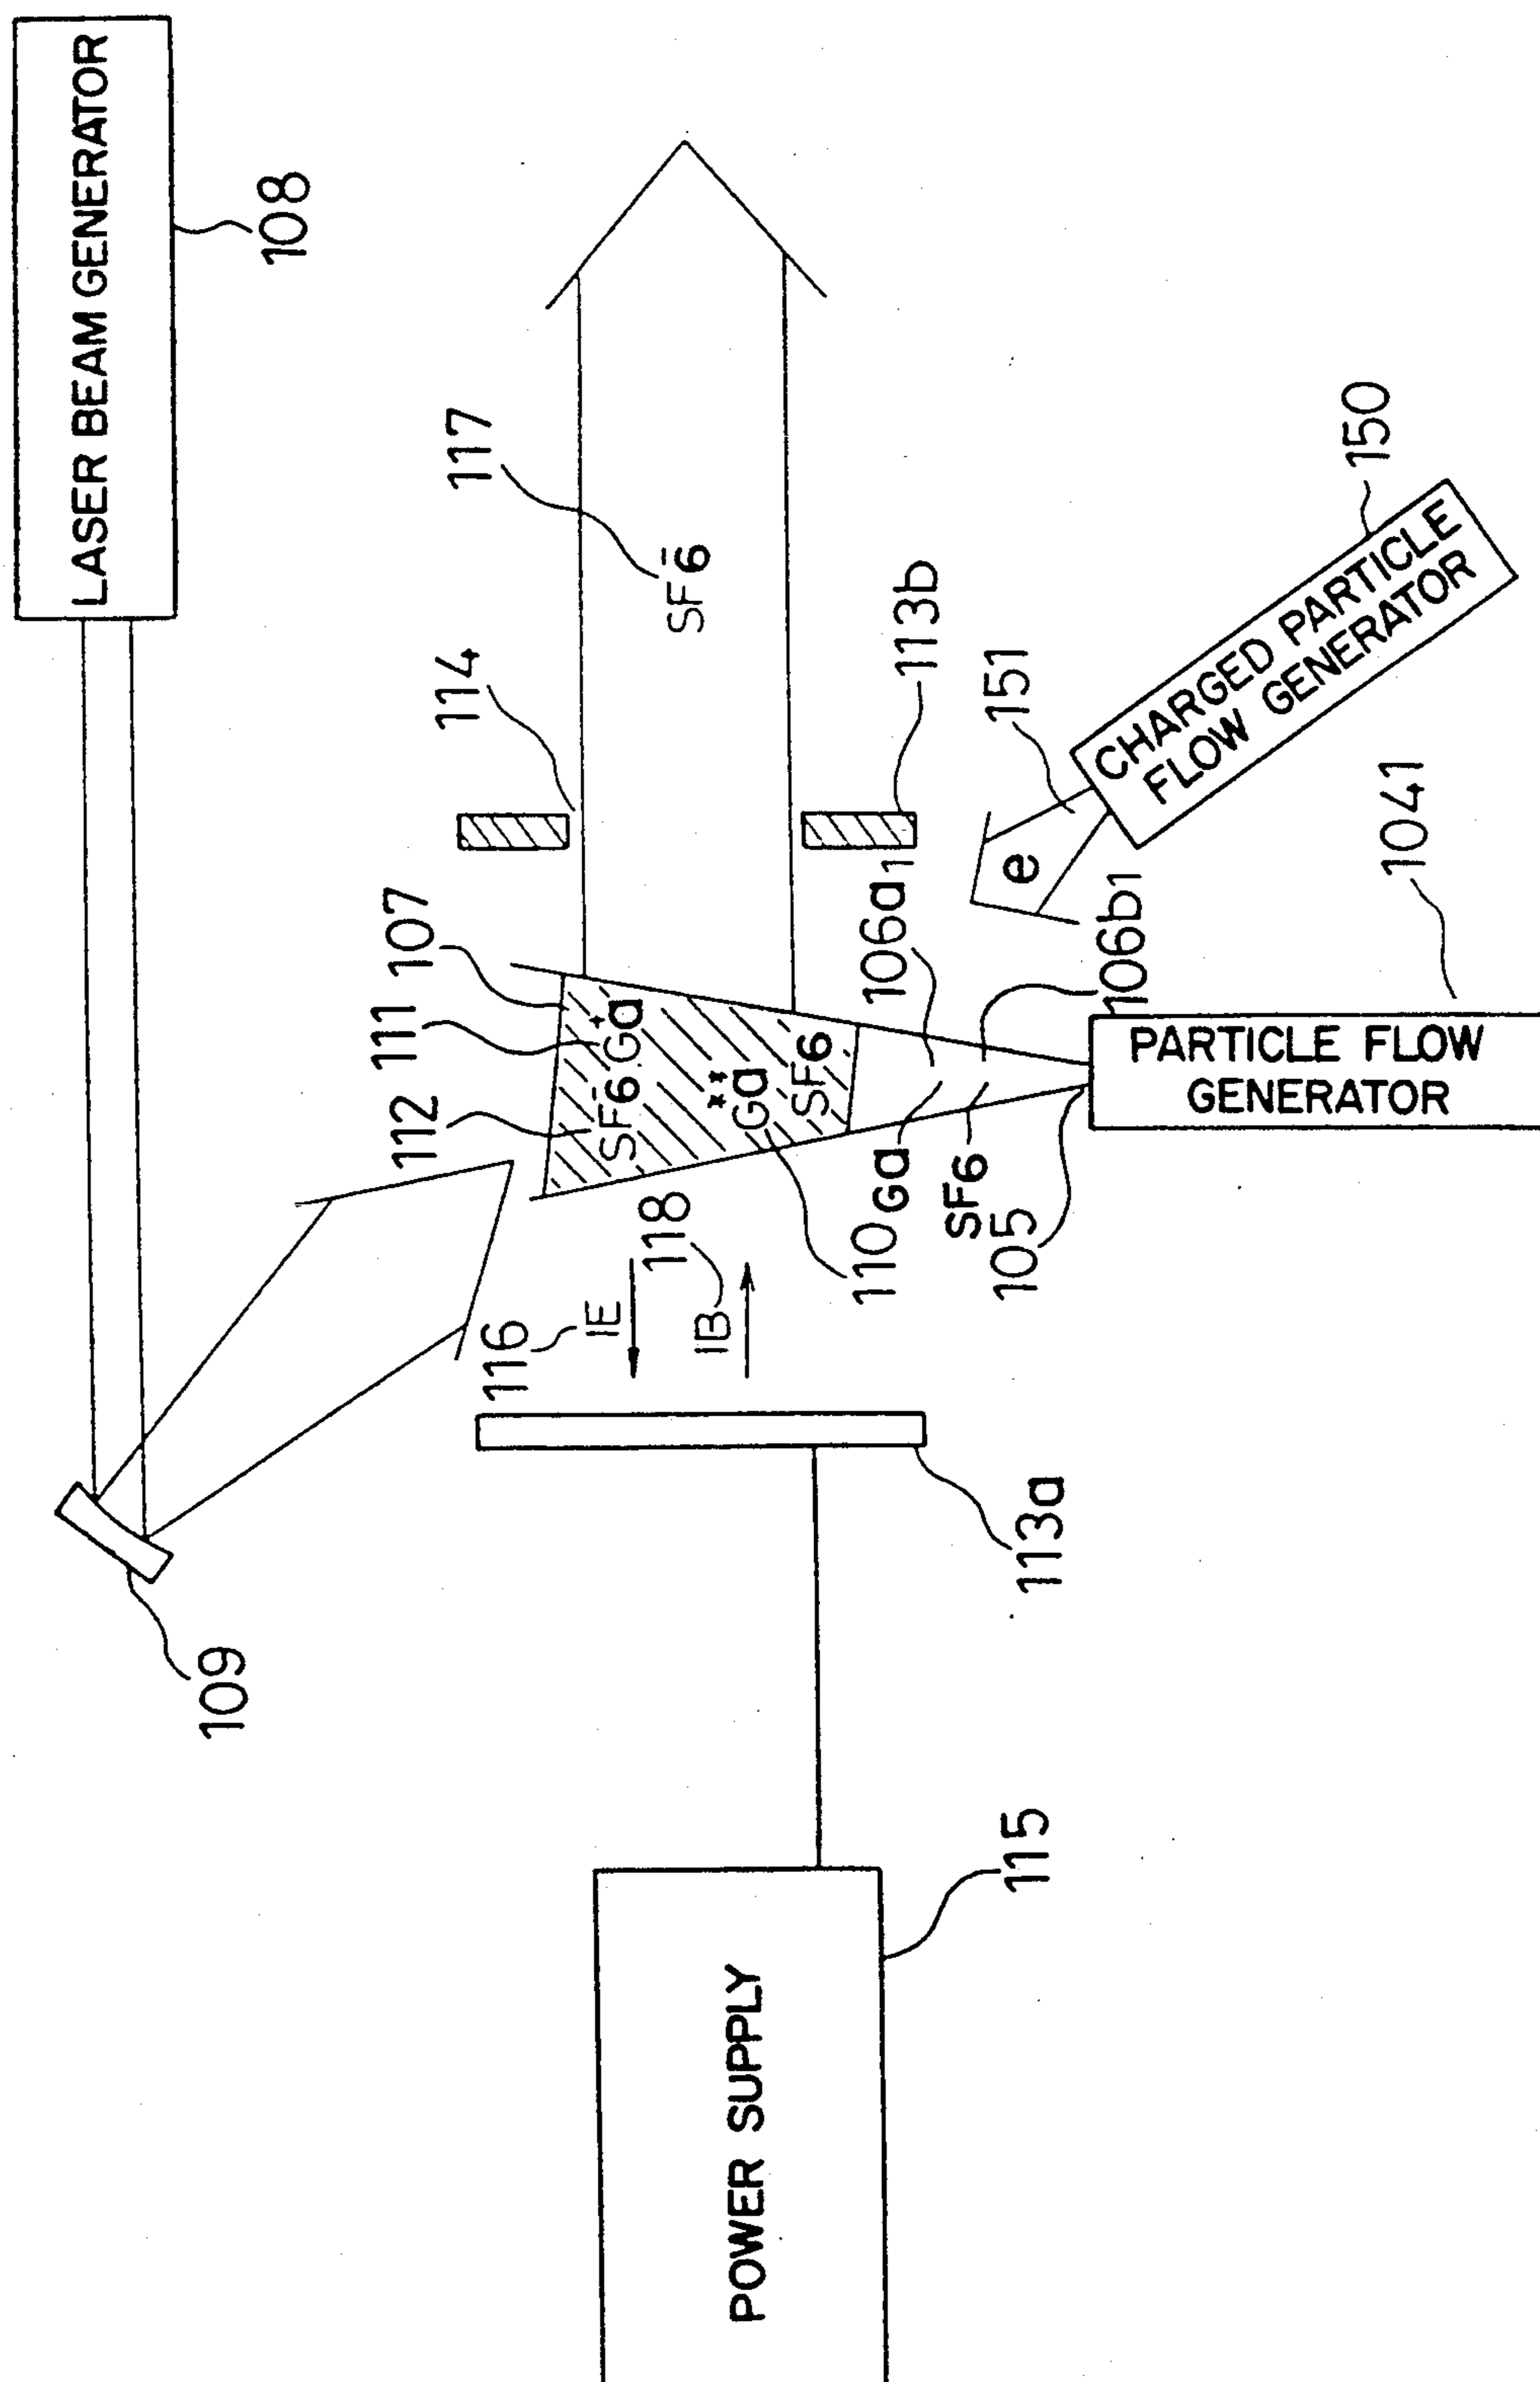 LASER BEAM GENERATOR
108
109
117
SF6̄
114
113b
107
111
112
Ga⁺
SF6̄
**
Ga
SF6
106a1
106b1
Ga
SF6
105
110
118
IE
IB
116
113a
115
POWER SUPPLY
e
151
150
CHARGED PARTICLE
FLOW GENERATOR
1041
PARTICLE FLOW
GENERATOR